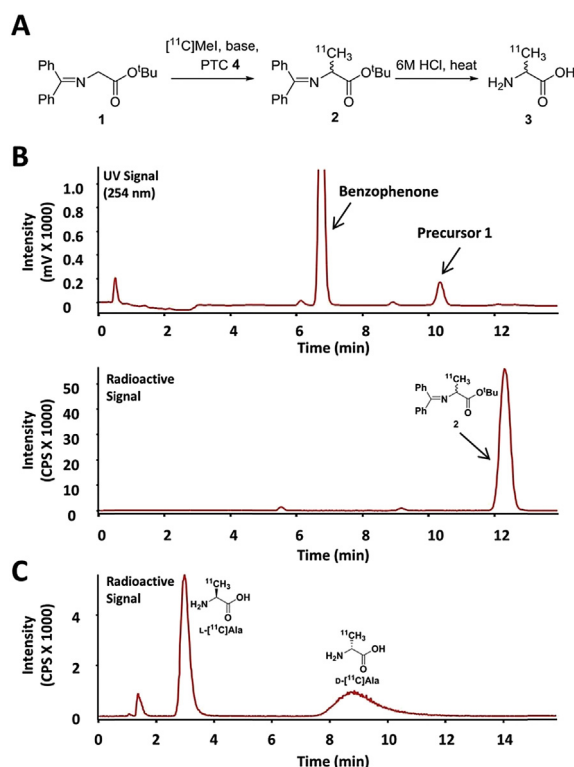 A
Ph
Ph
N
O
OᵗBu
1
[¹¹C]MeI, base,
PTC 4
¹¹CH₃
Ph
Ph
N
O
OᵗBu
2
6M HCl, heat
¹¹CH₃
H₂N
OH
O
3
B
UV Signal
(254 nm)
Benzophenone
Precursor 1
Intensity
(mV X 1000)
1.0
0.8
0.6
0.4
0.2
0
0 2 4 6 8 10 12
Time (min)
Radioactive
Signal
Intensity
(CPS X 1000)
50
40
30
20
10
0
¹¹CH₃
Ph
Ph
N
O
OᵗBu
2
0 2 4 6 8 10 12 14
Time (min)
C
Radioactive
Signal
Intensity
(CPS X 1000)
4
2
0
¹¹CH₃
H₂N
OH
O
L-[¹¹C]Ala
¹¹CH₃
H₂N
OH
O
D-[¹¹C]Ala
0 2 4 6 8 10 12 14
Time (min)